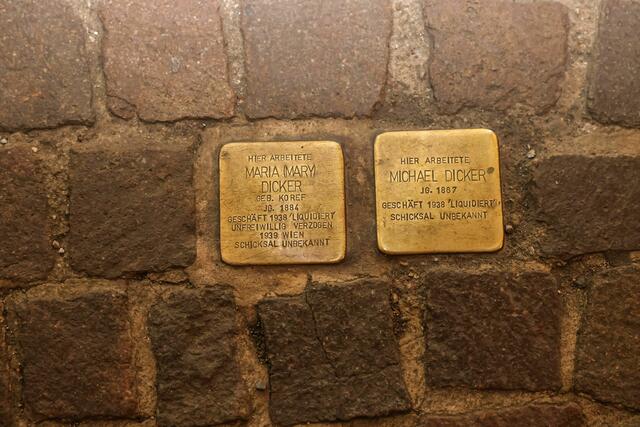 HIER ARBEITETE
MARIA (MARY)
DICKER
GEB. KOREF
JG. 1884
GESCHÄFT 1938 'LIQUIDIERT'
UNFREIWILLIG VERZOGEN
1939 WIEN
SCHICKSAL UNBEKANNT
HIER ARBEITETE
MICHAEL DICKER
JG. 1867
GESCHÄFT 1938 'LIQUIDIERT'
SCHICKSAL UNBEKANNT